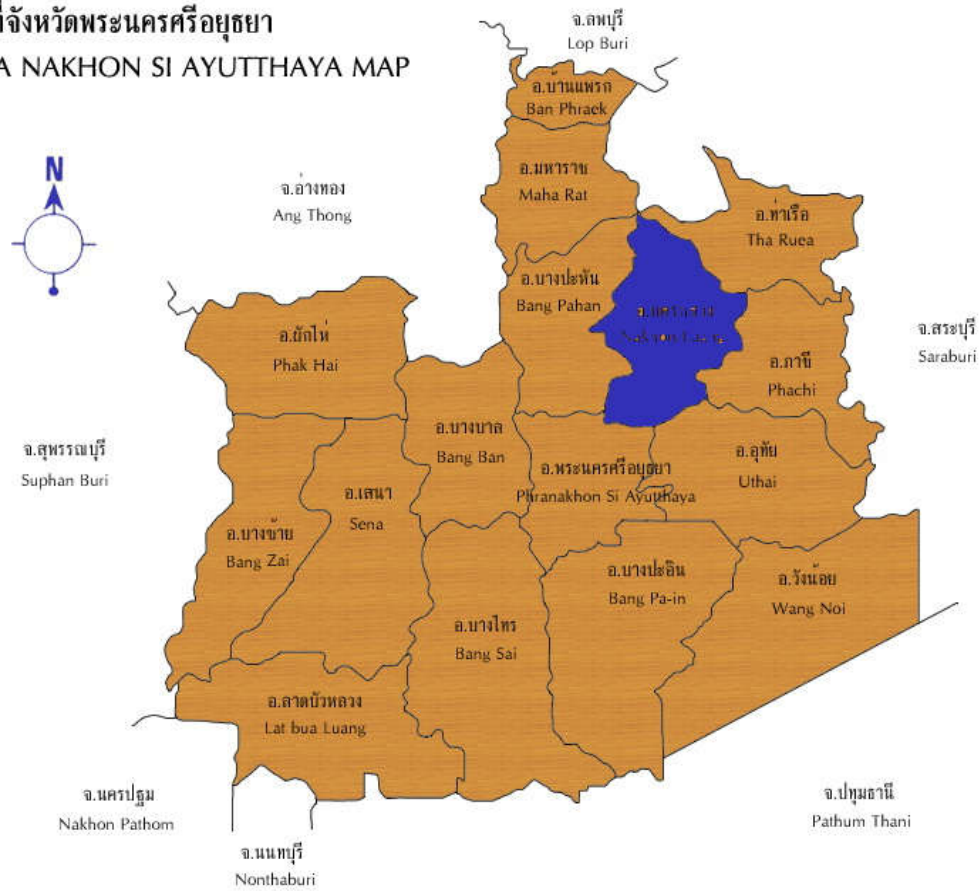 ที่จังหวัดพระนครศรีอยุธยา
A NAKHON SI AYUTTHAYA MAP
จ.ลพบุรี
Lop Buri
อ.บ้านแพรก
Ban Phraek
N
อ.มหาราช
Maha Rat
จ.อ่างทอง
Ang Thong
อ.ท่าเรือ
Tha Ruea
อ.บางปะหัน
Bang Pahan
อ.นครหลวง
Nakhon Luang
จ.สระบุรี
Saraburi
อ.ผักไห่
Phak Hai
อ.ภาชี
Phachi
อ.บางบาล
Bang Ban
จ.สุพรรณบุรี
Suphan Buri
อ.พระนครศรีอยุธยา
Phranakhon Si Ayutthaya
อ.อุทัย
Uthai
อ.เสนา
Sena
อ.บางซ้าย
Bang Zai
อ.บางปะอิน
Bang Pa-in
อ.วังน้อย
Wang Noi
อ.บางไทร
Bang Sai
อ.ลาดบัวหลวง
Lat bua Luang
จ.นครปฐม
Nakhon Pathom
จ.ปทุมธานี
Pathum Thani
จ.นนทบุรี
Nonthaburi